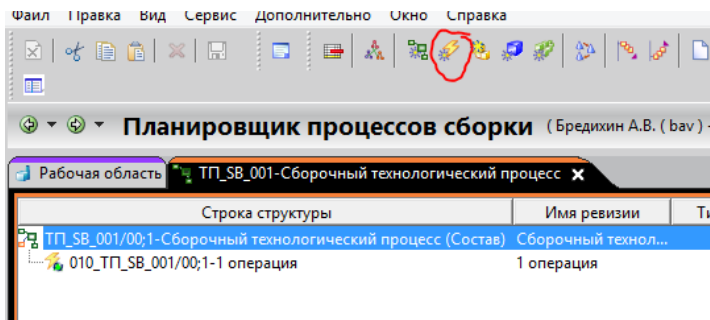 Файл Правка Вид Сервис Дополнительно Окно Справка
Планировщик процессов сборки ( Бредихин А.В. ( bav ) -
Рабочая область ТП_SB_001-Сборочный технологический процесс
Строка структуры Имя ревизии Ти
ТП_SB_001/00;1-Сборочный технологический процесс (Состав) Сборочный технол...
010_ТП_SB_001/00;1-1 операция 1 операция